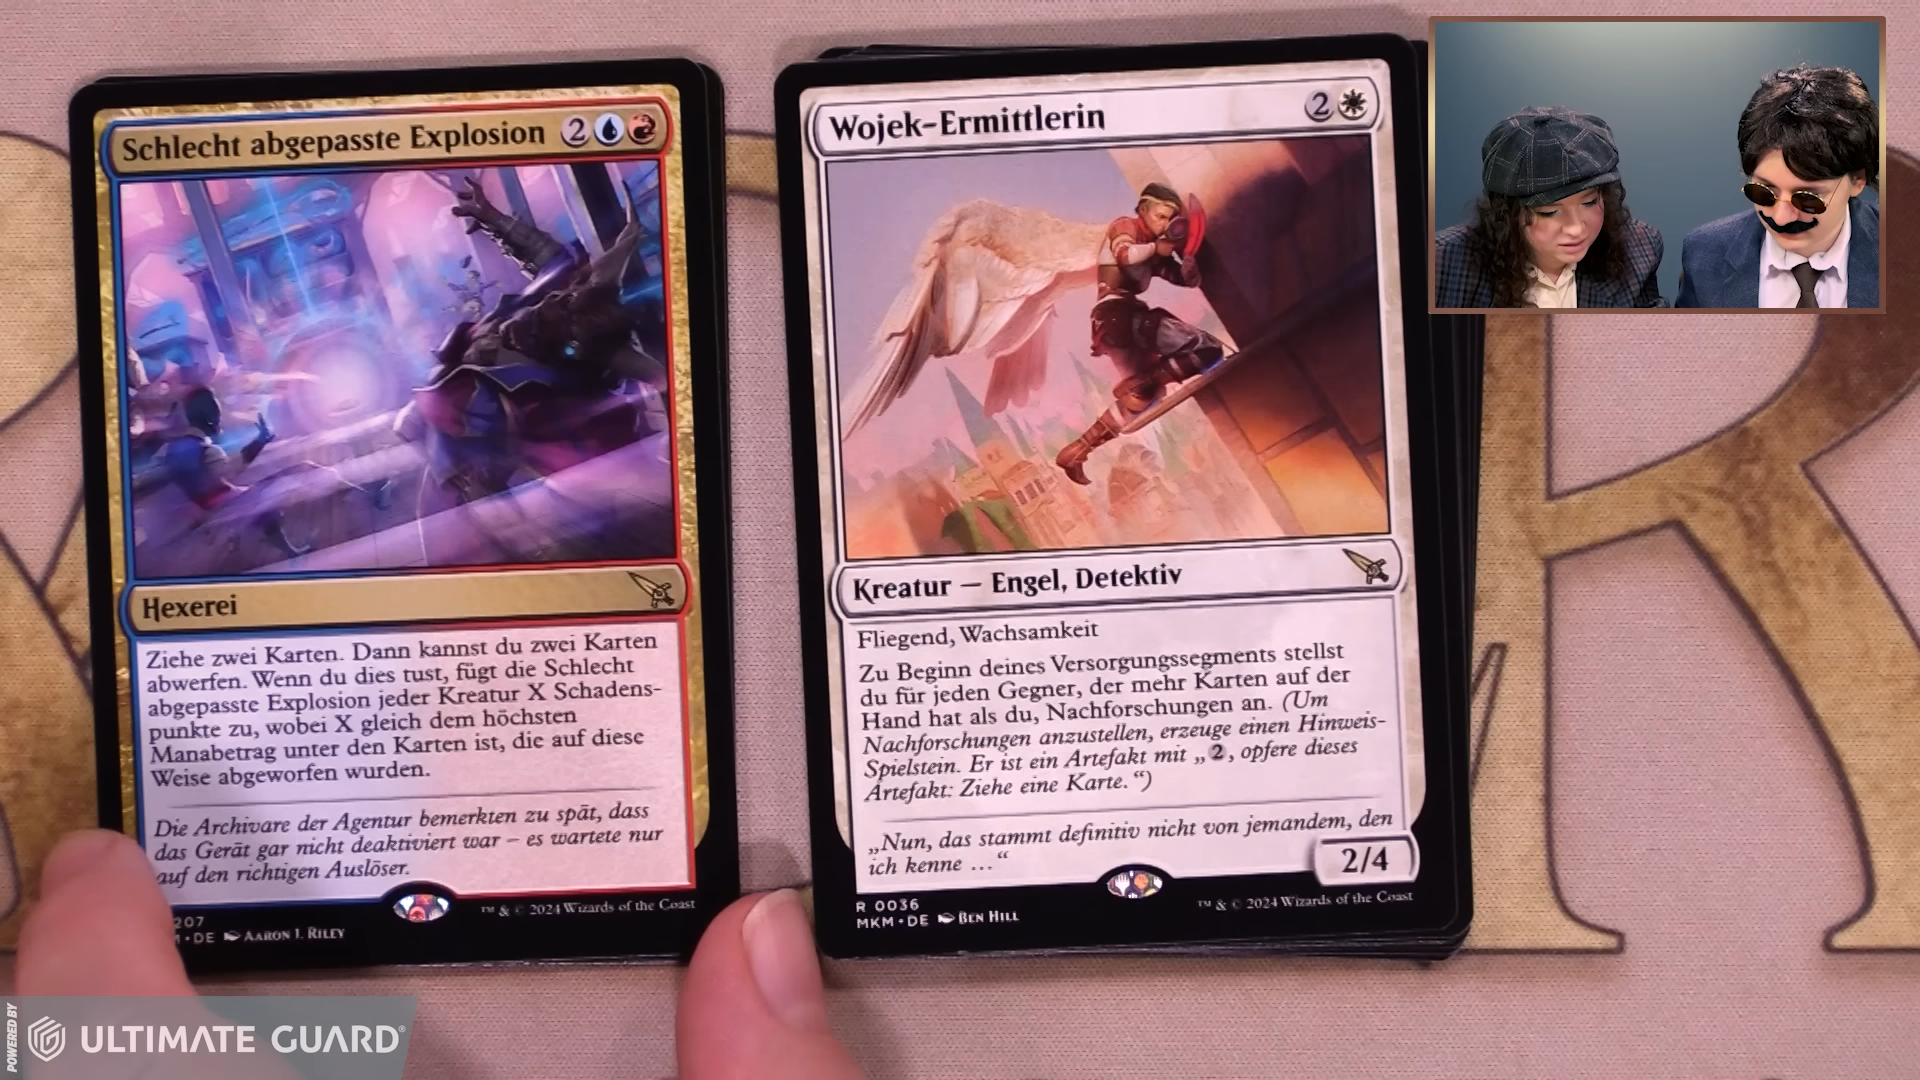 Schlecht abgepasste Explosion 2
Hexerei
Ziehe zwei Karten. Dann kannst du zwei Karten
abwerfen. Wenn du dies tust, fügt die Schlecht
abgepasste Explosion jeder Kreatur X Schadens-
punkte zu, wobei X gleich dem höchsten
Manabetrag unter den Karten ist, die auf diese
Weise abgeworfen wurden.
Die Archivare der Agentur bemerkten zu spät, dass
das Gerät gar nicht deaktiviert war – es wartete nur
auf den richtigen Auslöser.
207
• DE AARON J. RILEY
™ & © 2024 Wizards of the Coast
Wojek-Ermittlerin 2
Kreatur — Engel, Detektiv
Fliegend, Wachsamkeit
Zu Beginn deines Versorgungssegments stellst
du für jeden Gegner, der mehr Karten auf der
Hand hat als du, Nachforschungen an. (Um
Nachforschungen anzustellen, erzeuge einen Hinweis-
Spielstein. Er ist ein Artefakt mit „2, opfere dieses
Artefakt: Ziehe eine Karte.“)
„Nun, das stammt definitiv nicht von jemandem, den
ich kenne …“
2/4
R 0036
MKM • DE BEN HILL
™ & © 2024 Wizards of the Coast
POWERED BY
ULTIMATE GUARD®